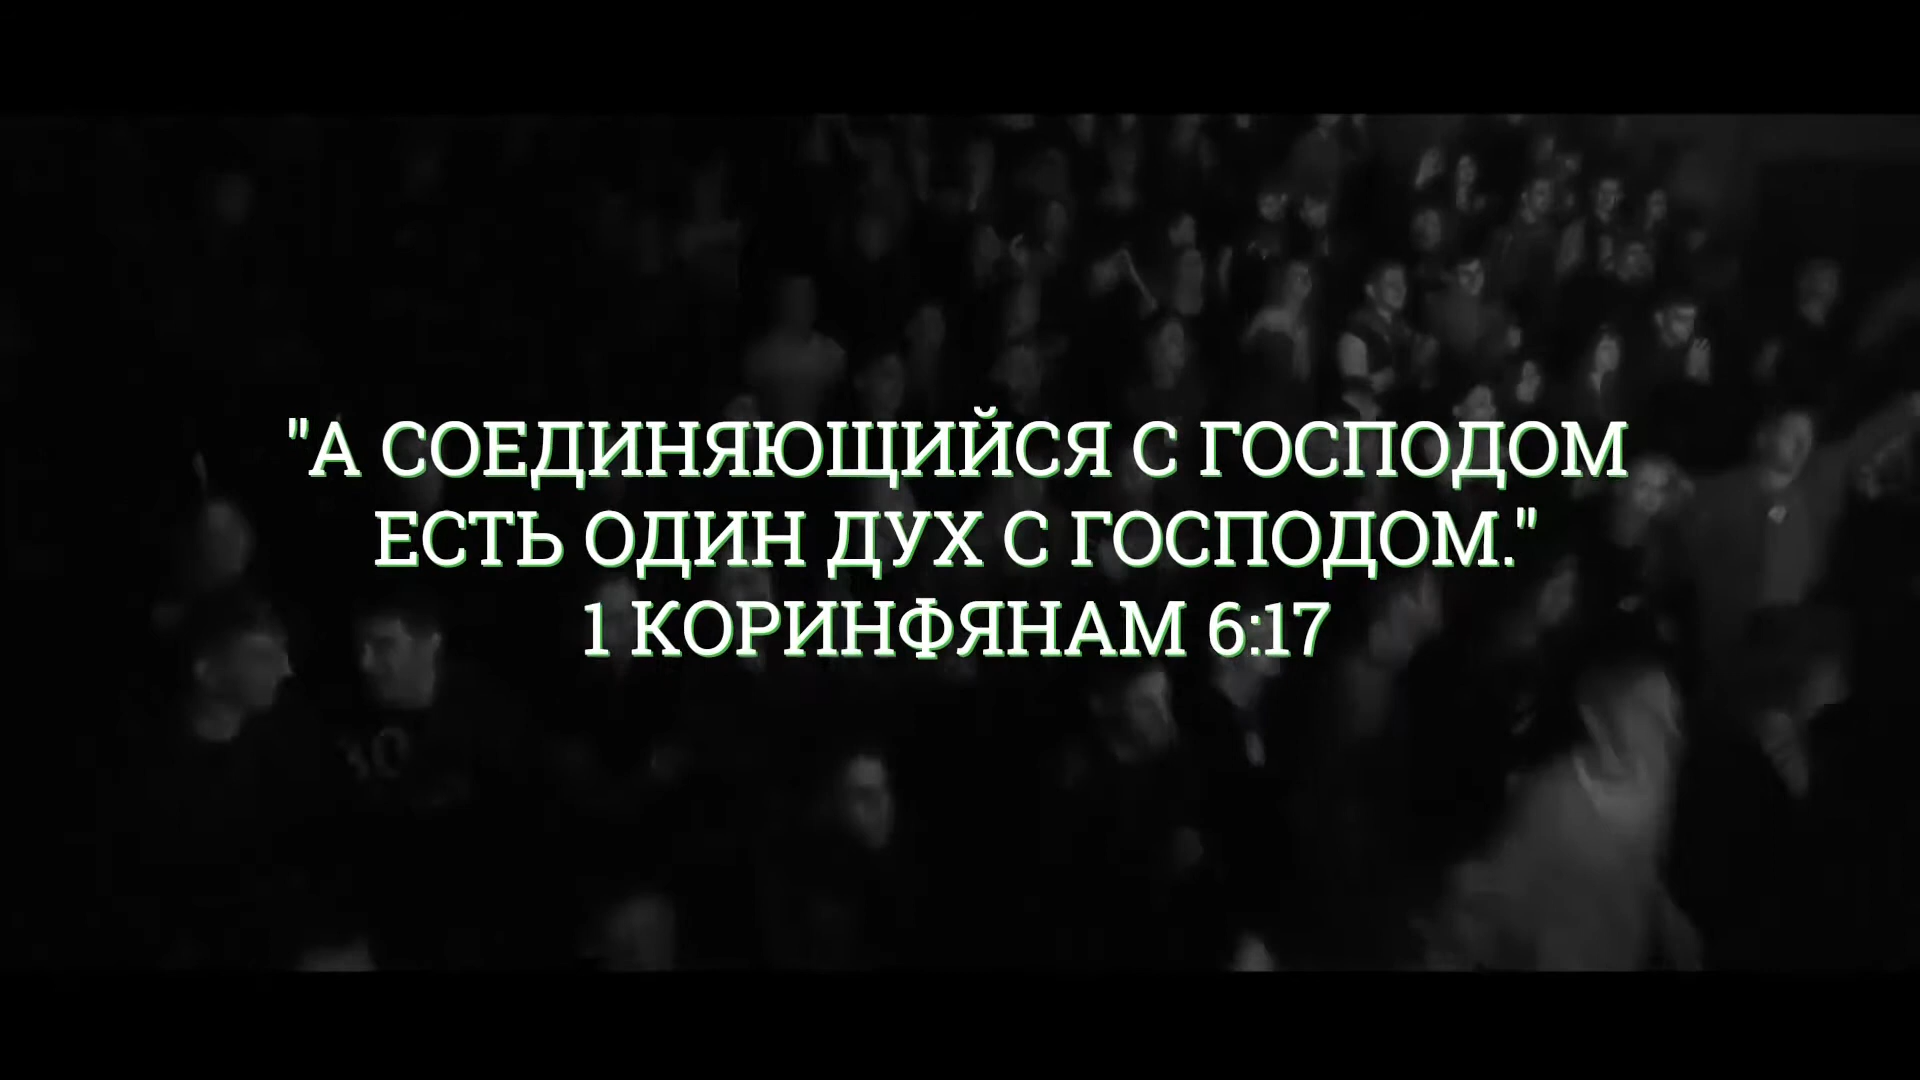 "А СОЕДИНЯЮЩИЙСЯ С ГОСПОДОМ
ЕСТЬ ОДИН ДУХ С ГОСПОДОМ."
1 КОРИНФЯНАМ 6:17